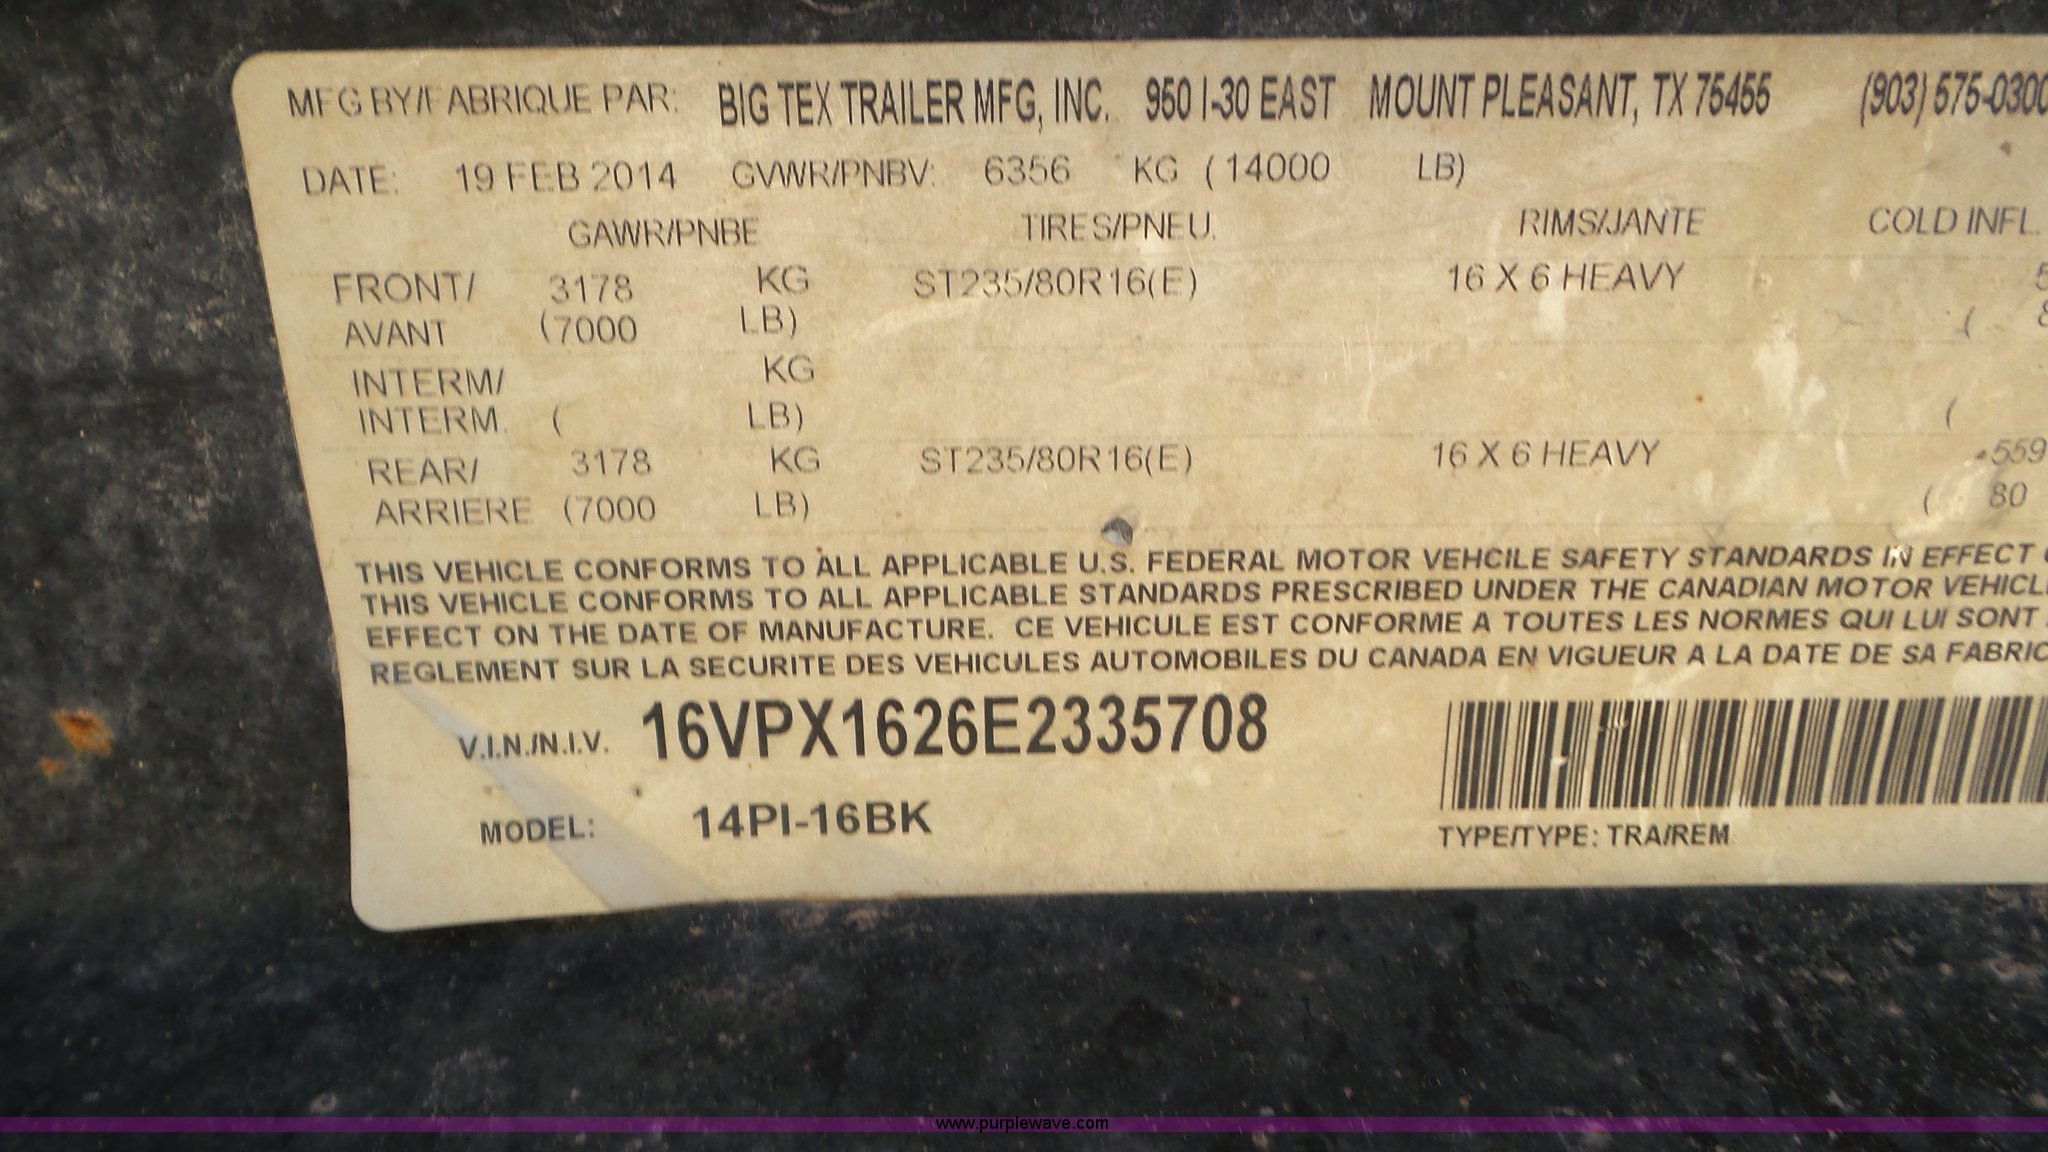 MFG BY/FABRIQUE PAR: BIG TEX TRAILER MFG, INC. 950 I-30 EAST MOUNT PLEASANT, TX 75455 (903) 575-0300
DATE: 19 FEB 2014 GVWR/PNBV: 6356 KG (14000 LB)
GAWR/PNBE TIRES/PNEU. RIMS/JANTE COLD INFL.
FRONT/ 3178 KG ST235/80R16(E) 16 X 6 HEAVY
AVANT (7000 LB) (
INTERM/ KG
INTERM. ( LB) (
REAR/ 3178 KG ST235/80R16(E) 16 X 6 HEAVY 559
ARRIERE (7000 LB) ( 80
THIS VEHICLE CONFORMS TO ALL APPLICABLE U.S. FEDERAL MOTOR VEHCILE SAFETY STANDARDS IN EFFECT
THIS VEHICLE CONFORMS TO ALL APPLICABLE STANDARDS PRESCRIBED UNDER THE CANADIAN MOTOR VEHICL
EFFECT ON THE DATE OF MANUFACTURE. CE VEHICULE EST CONFORME A TOUTES LES NORMES QUI LUI SONT
REGLEMENT SUR LA SECURITE DES VEHICULES AUTOMOBILES DU CANADA EN VIGUEUR A LA DATE DE SA FABRIC
V.I.N./N.I.V. 16VPX1626E2335708
MODEL: 14PI-16BK TYPE/TYPE: TRA/REM
www.purplewave.com